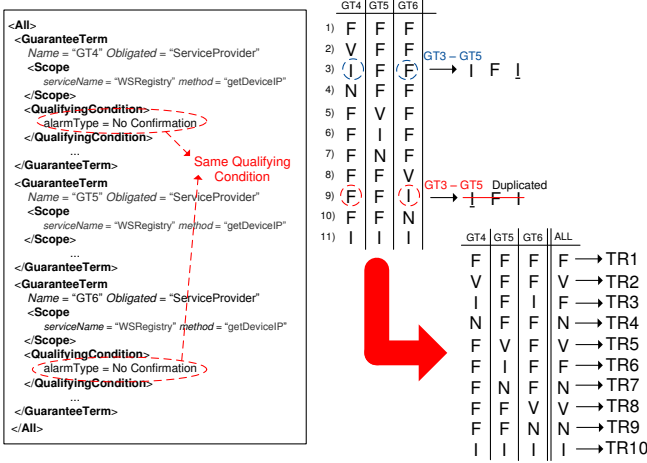 <All>
<GuaranteeTerm
Name = “GT4” Obligated = “ServiceProvider”
<Scope
serviceName = “WSRegistry” method = “getDeviceIP”
</Scope>
<QualifyingCondition>
alarmType = No Confirmation
</QualifyingCondition>
...
</GuaranteeTerm>
<GuaranteeTerm
Name = “GT5” Obligated = “ServiceProvider”
<Scope
serviceName = “WSRegistry” method = “getDeviceIP”
</Scope>
...
</GuaranteeTerm>
<GuaranteeTerm
Name = “GT6” Obligated = “ServiceProvider”
<Scope
serviceName = “WSRegistry” method = “getDeviceIP”
</Scope>
<QualifyingCondition>
alarmType = No Confirmation
</QualifyingCondition>
...
</GuaranteeTerm>
</All>
Same Qualifying
Condition
GT4 GT5 GT6
1) F F F
2) V F F
3) I F F GT3 – GT5 I F I
4) N F F
5) F V F
6) F I F
7) F N F
8) F F V
9) F F I GT3 – GT5 Duplicated I F I
10) F F N
11) I I I
GT4 GT5 GT6 ALL
F F F F TR1
V F F V TR2
I F I F TR3
N F F N TR4
F V F V TR5
F I F F TR6
F N F N TR7
F F V V TR8
F F N N TR9
I I I I TR10